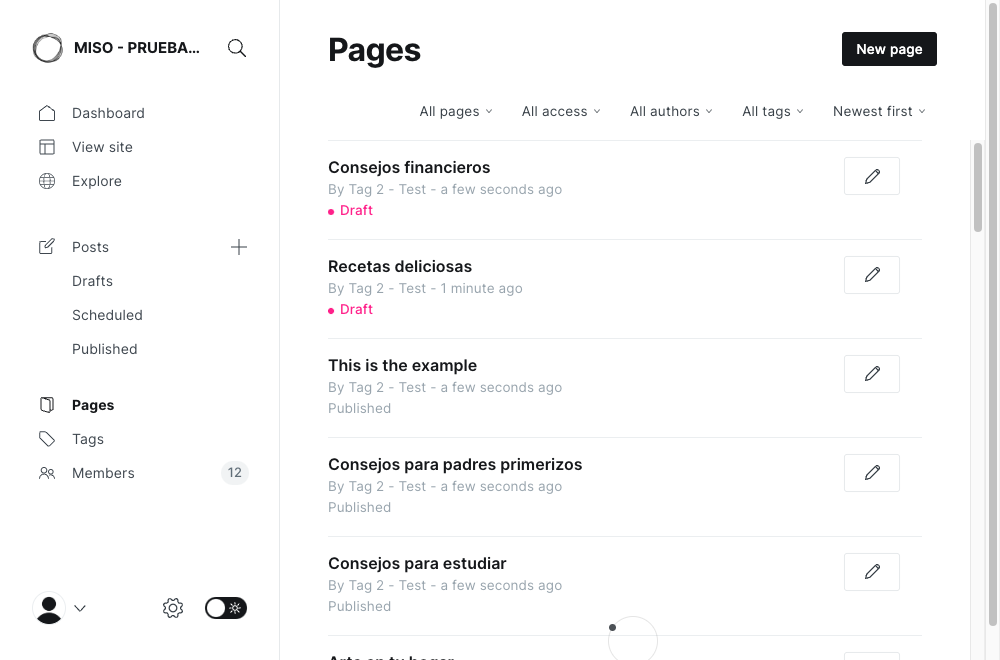 MISO - PRUEBA...
Dashboard
View site
Explore
Posts
Drafts
Scheduled
Published
Pages
Tags
Members
12
Pages
New page
All pages
All access
All authors
All tags
Newest first
Consejos financieros
By Tag 2 - Test - a few seconds ago
Draft
Recetas deliciosas
By Tag 2 - Test - 1 minute ago
Draft
This is the example
By Tag 2 - Test - a few seconds ago
Published
Consejos para padres primerizos
By Tag 2 - Test - a few seconds ago
Published
Consejos para estudiar
By Tag 2 - Test - a few seconds ago
Published
Arte en tu hogar